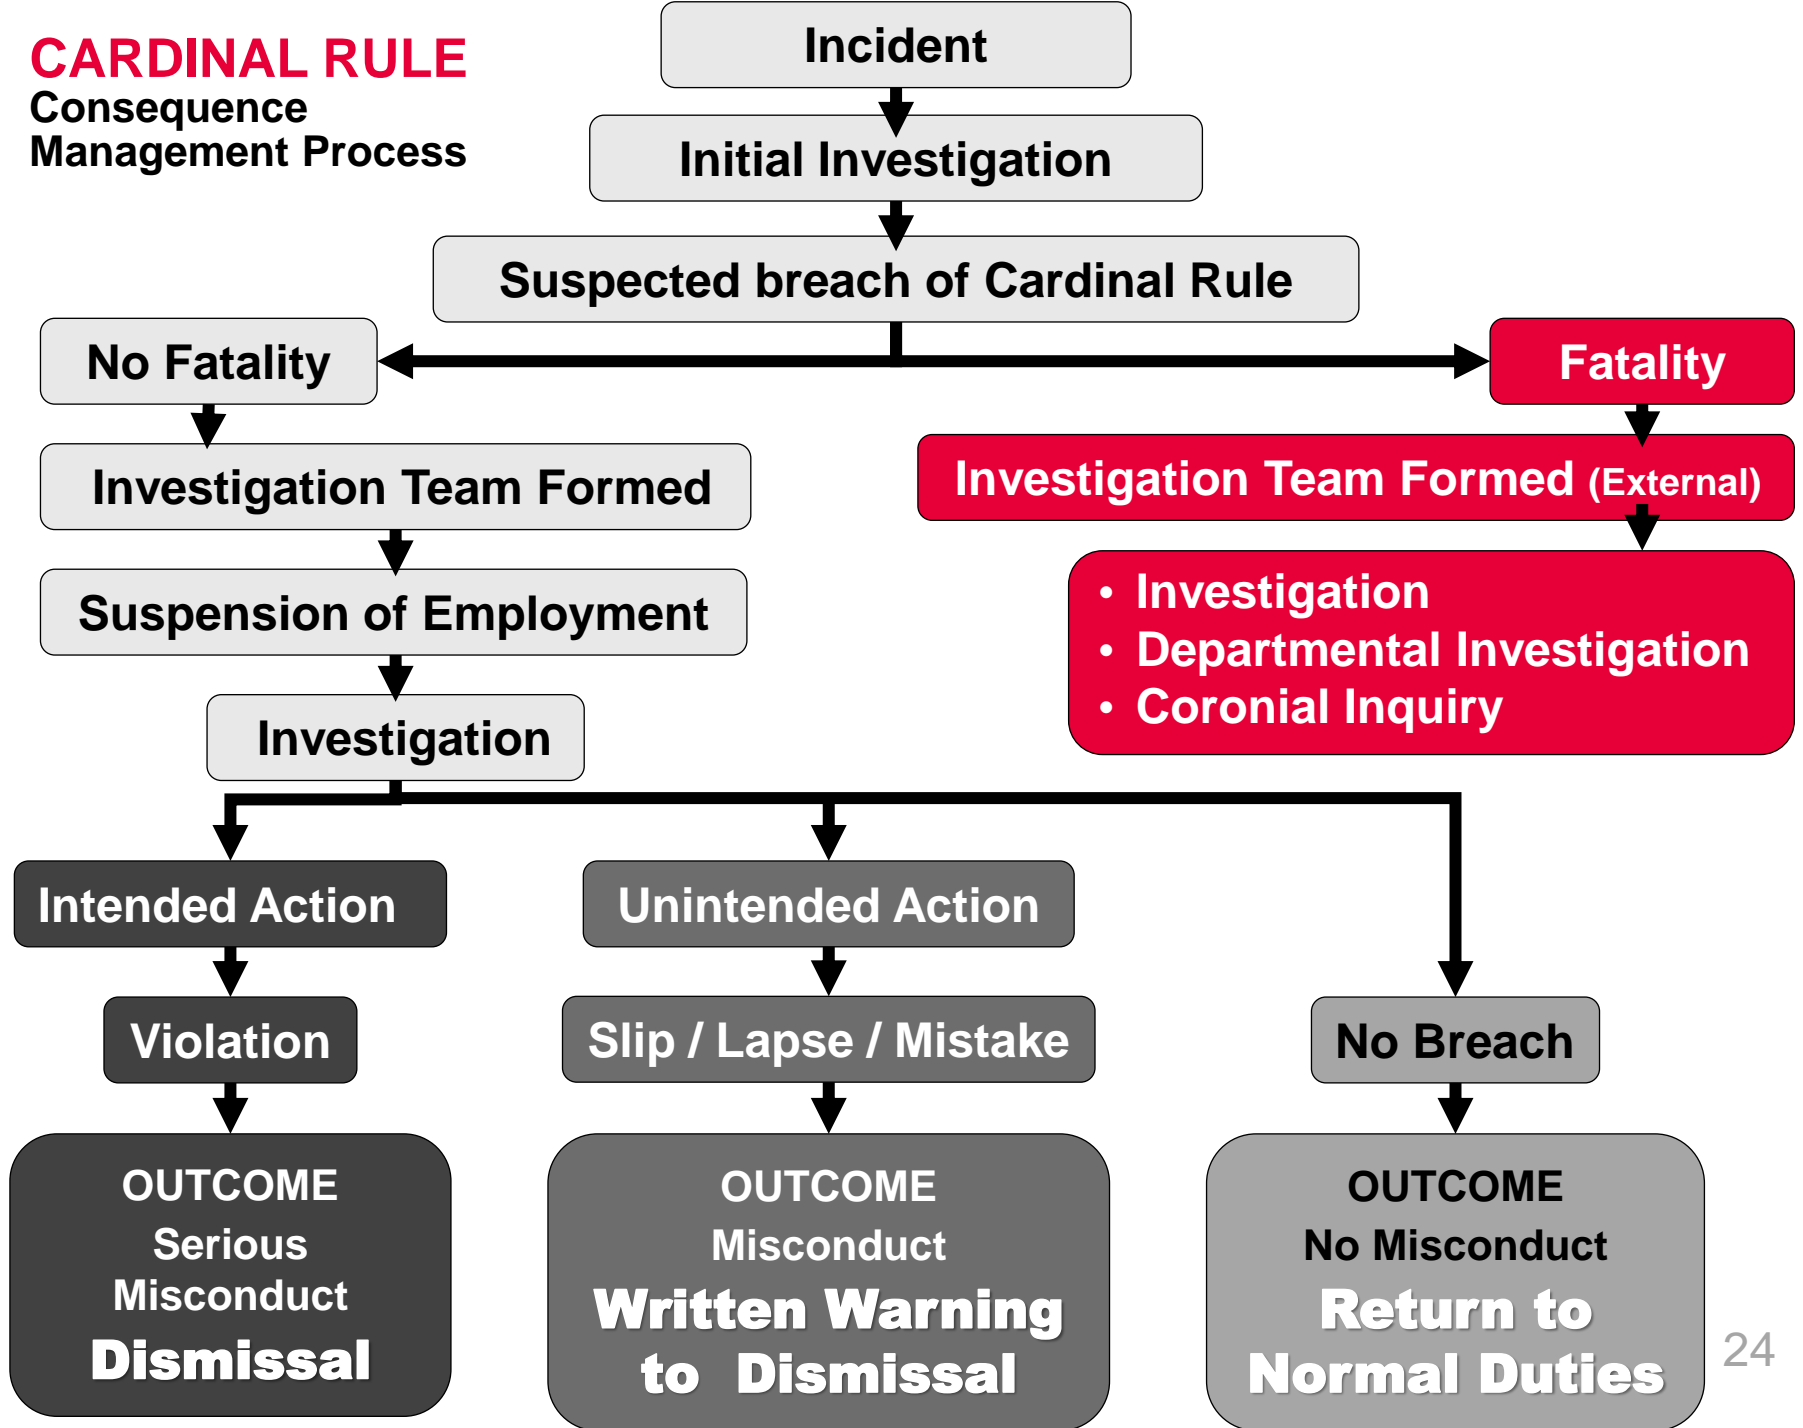 CARDINAL RULE
Consequence
Management Process
Incident
Initial Investigation
Suspected breach of Cardinal Rule
No Fatality
Fatality
Investigation Team Formed
Investigation Team Formed (External)
Suspension of Employment
• Investigation
• Departmental Investigation
• Coronial Inquiry
Investigation
Intended Action
Unintended Action
Violation
Slip / Lapse / Mistake
No Breach
OUTCOME
Serious
Misconduct
Dismissal
OUTCOME
Misconduct
Written Warning
to Dismissal
OUTCOME
No Misconduct
Return to
Normal Duties
24